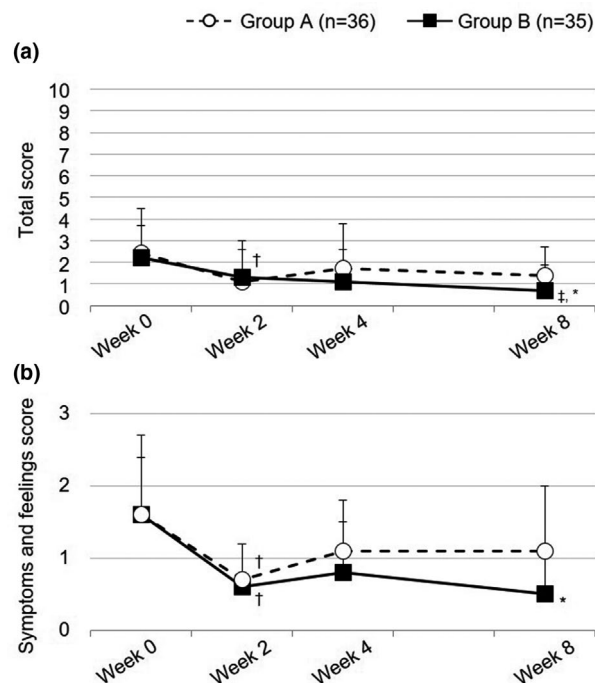 Group A (n=36) Group B (n=35)
(a)
Total score
10
9
8
7
6
5
4
3
2
1
0
†
‡, *
Week 0 Week 2 Week 4 Week 8
(b)
Symptoms and feelings score
3
2
1
0
†
†
*
Week 0 Week 2 Week 4 Week 8